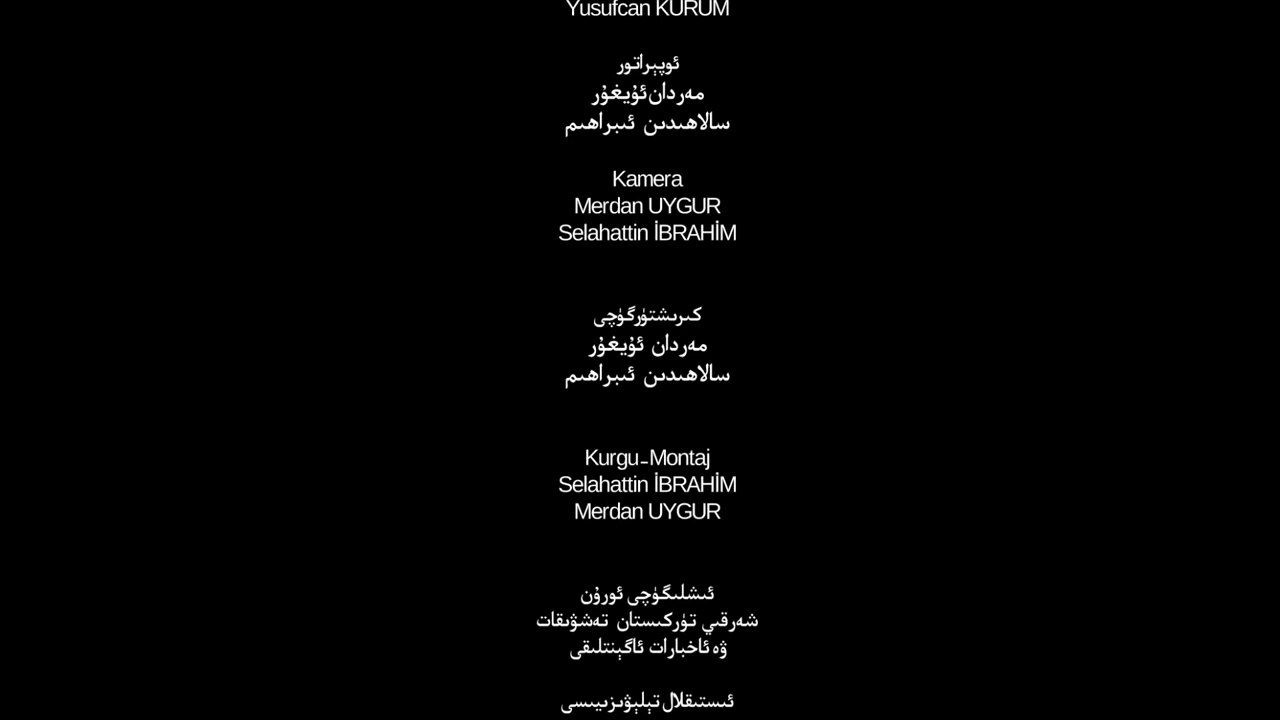 Yusufcan KURUM
ئوپېراتور
مەردان ئۇيغۇر
سالاھىدىن ئىبراھىم
Kamera
Merdan UYGUR
Selahattin İBRAHİM
كىرىشتۈرگۈچى
مەردان ئۇيغۇر
سالاھىدىن ئىبراھىم
Kurgu-Montaj
Selahattin İBRAHİM
Merdan UYGUR
ئىشلىگۈچى ئورۇن
شەرقىي تۈركىستان تەشۋىقات
ۋە ئاخبارات ئاگېنتلىقى
ئىستىقلال تېلېۋىزىيىسى